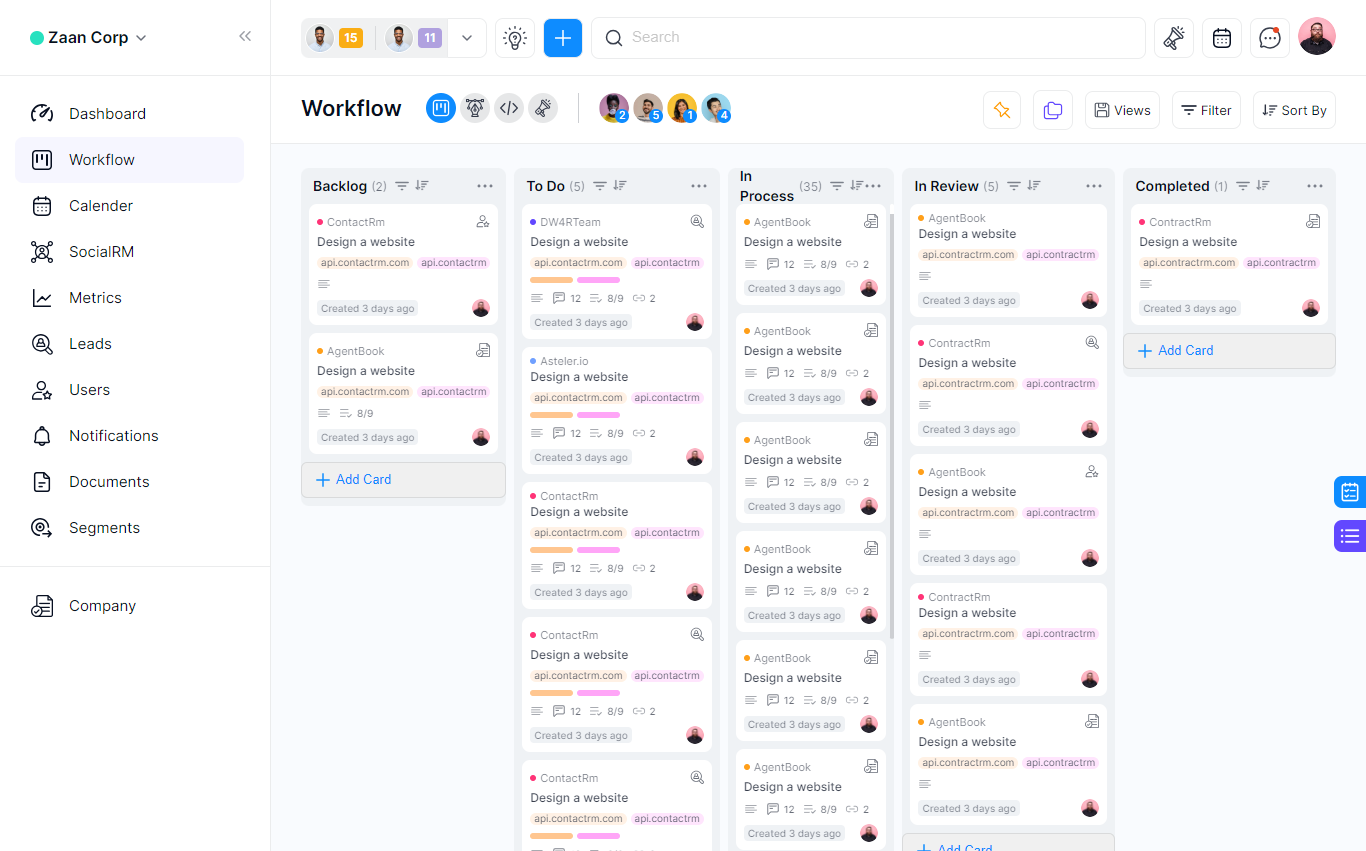 Zaan Corp
15
11
Search
Dashboard
Workflow
Calender
SocialRM
Metrics
Leads
Users
Notifications
Documents
Segments
Company
Workflow
2
5
1
4
Views
Filter
Sort By
Backlog (2)
ContactRm
Design a website
api.contactrm.com api.contactrm
Created 3 days ago
AgentBook
Design a website
api.contactrm.com api.contactrm
8/9
Created 3 days ago
Add Card
To Do (5)
DW4RTeam
Design a website
api.contactrm.com api.contactrm
12 8/9 2
Created 3 days ago
Asteler.io
Design a website
api.contactrm.com api.contactrm
12 8/9 2
Created 3 days ago
ContactRm
Design a website
api.contactrm.com api.contactrm
12 8/9 2
Created 3 days ago
ContactRm
Design a website
api.contactrm.com api.contactrm
12 8/9 2
Created 3 days ago
ContactRm
Design a website
api.contactrm.com api.contactrm
In
Process (35)
AgentBook
Design a website
12 8/9 2
Created 3 days ago
AgentBook
Design a website
12 8/9 2
Created 3 days ago
AgentBook
Design a website
12 8/9 2
Created 3 days ago
AgentBook
Design a website
12 8/9 2
Created 3 days ago
AgentBook
Design a website
12 8/9 2
Created 3 days ago
AgentBook
Design a website
12 8/9 2
Created 3 days ago
In Review (5)
AgentBook
Design a website
api.contractrm.com api.contractrm
Created 3 days ago
ContractRm
Design a website
api.contractrm.com api.contractrm
Created 3 days ago
AgentBook
Design a website
api.contractrm.com api.contractrm
Created 3 days ago
ContractRm
Design a website
api.contractrm.com api.contractrm
Created 3 days ago
AgentBook
Design a website
api.contractrm.com api.contractrm
Created 3 days ago
Add Card
Completed (1)
ContractRm
Design a website
api.contractrm.com api.contractrm
Created 3 days ago
Add Card